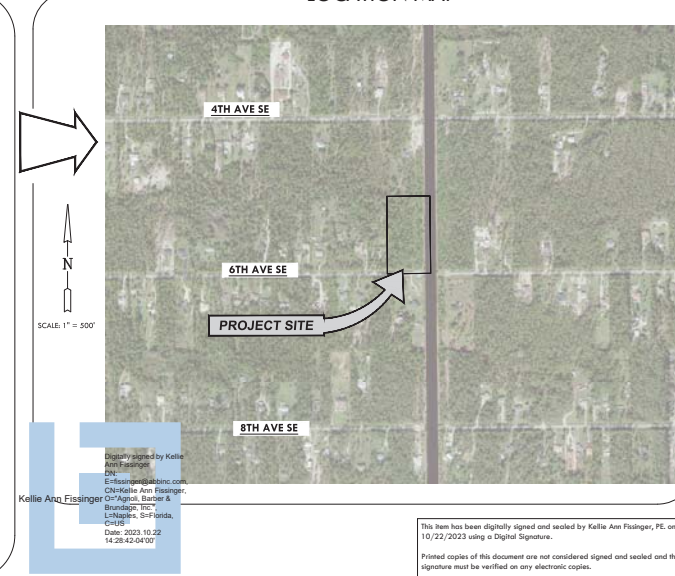 4TH AVE SE
N
6TH AVE SE
SCALE: 1" = 500'
PROJECT SITE
8TH AVE SE
Kellie Ann Fissinger
Digitally signed by Kellie
Ann Fissinger
DN:
E=fissinger@abbinc.com,
CN=Kellie Ann Fissinger,
O="Agnoli, Barber &
Brundage, Inc.",
L=Naples, S=Florida,
C=US
Date: 2023.10.22
14:28:42-04'00'
This item has been digitally signed and sealed by Kellie Ann Fissinger, PE. on
10/22/2023 using a Digital Signature.
Printed copies of this document are not considered signed and sealed and
signature must be verified on any electronic copies.